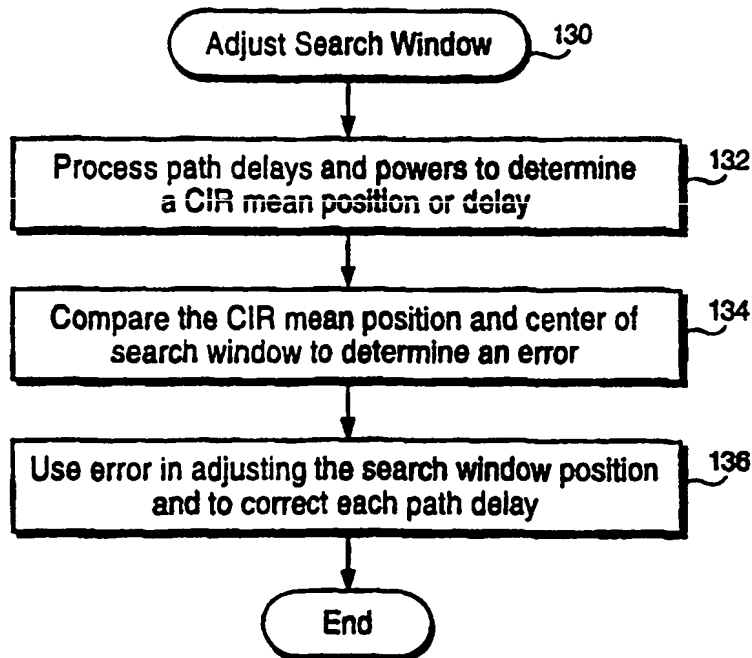 Adjust Search Window
130
Process path delays and powers to determine
a CIR mean position or delay
132
Compare the CIR mean position and center of
search window to determine an error
134
Use error in adjusting the search window position
and to correct each path delay
136
End